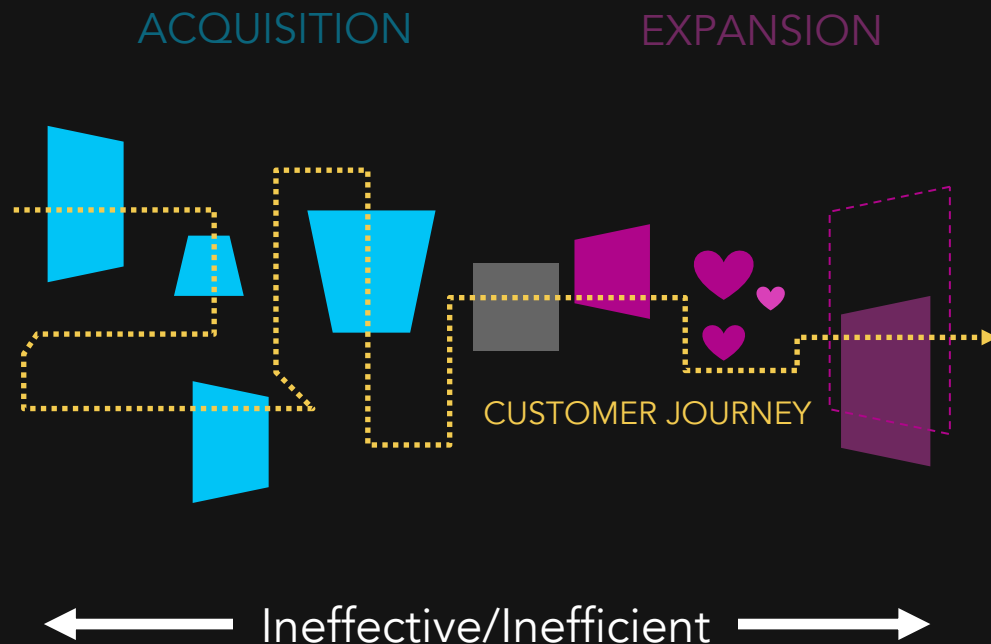 ACQUISITION
EXPANSION
CUSTOMER JOURNEY
Ineffective/Inefficient